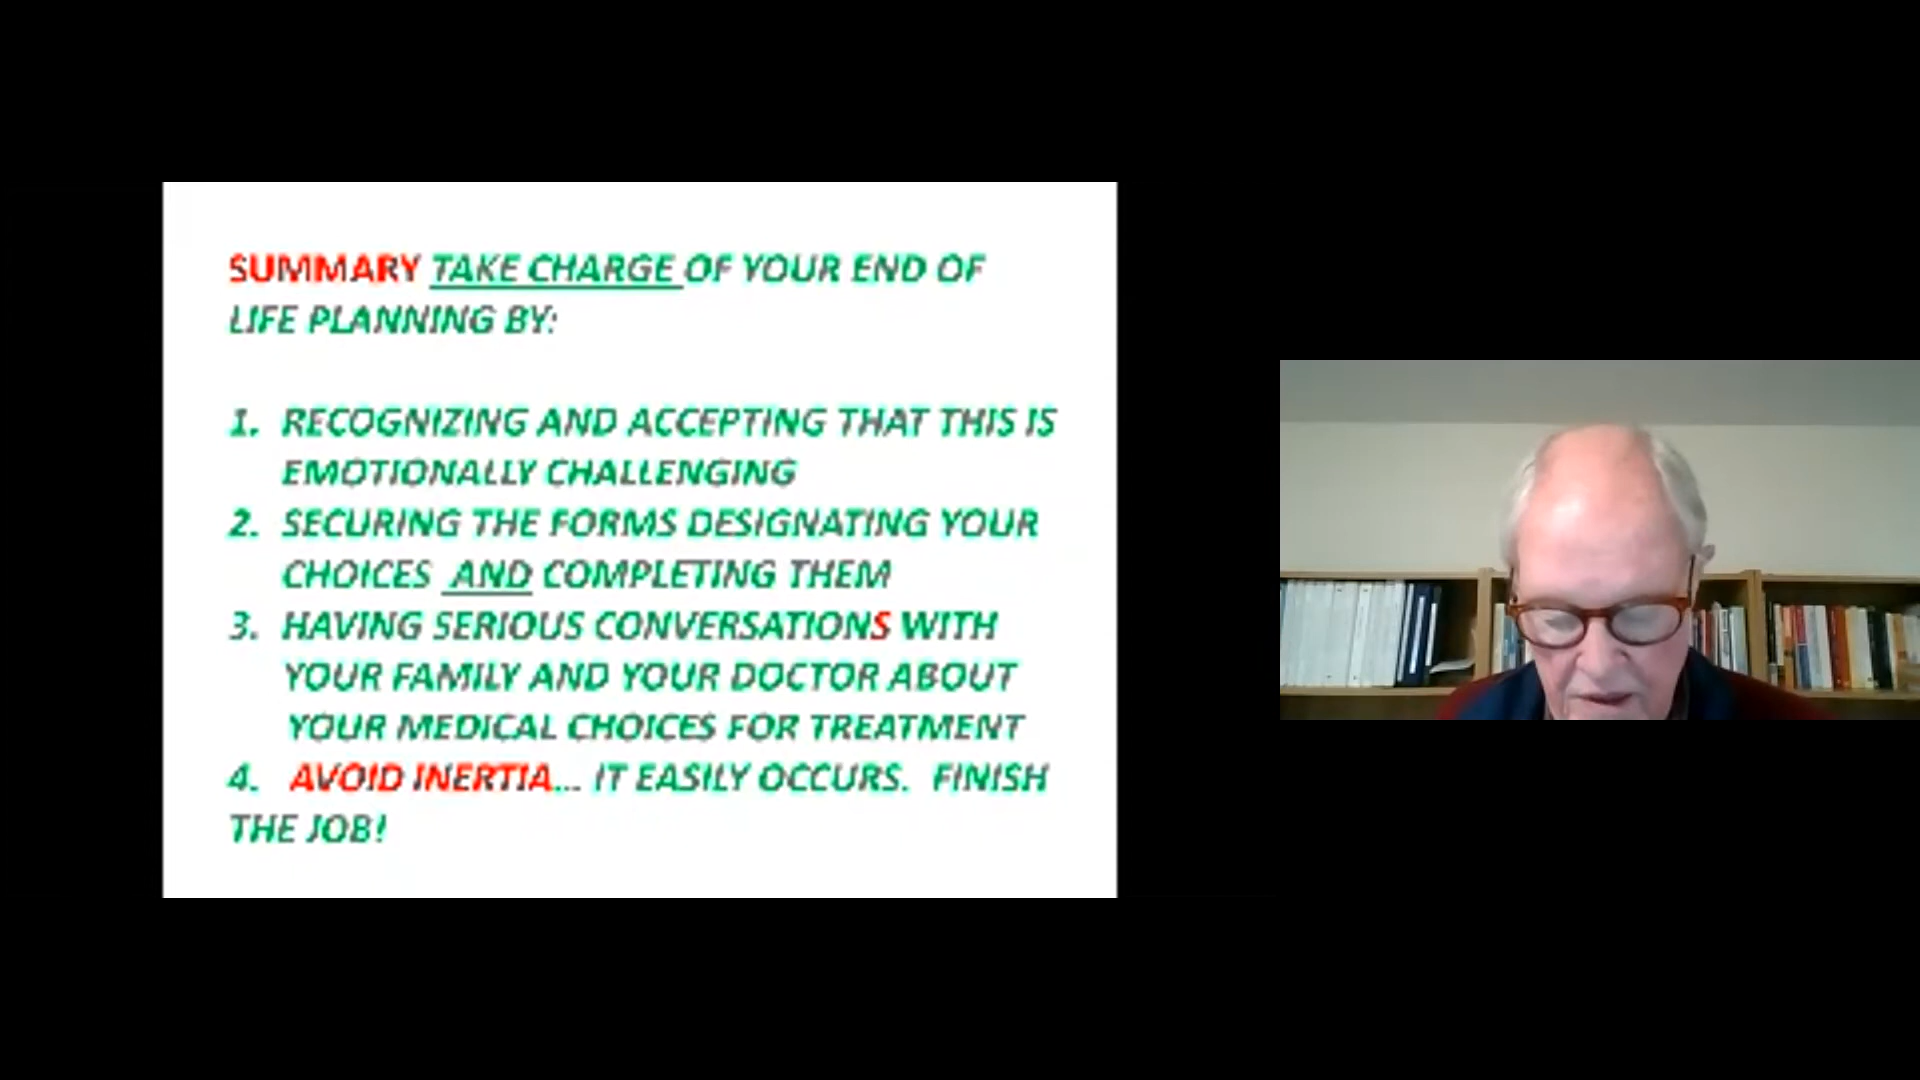 SUMMARY TAKE CHARGE OF YOUR END OF
LIFE PLANNING BY:
1. RECOGNIZING AND ACCEPTING THAT THIS IS
EMOTIONALLY CHALLENGING
2. SECURING THE FORMS DESIGNATING YOUR
CHOICES AND COMPLETING THEM
3. HAVING SERIOUS CONVERSATIONS WITH
YOUR FAMILY AND YOUR DOCTOR ABOUT
YOUR MEDICAL CHOICES FOR TREATMENT
4. AVOID INERTIA... IT EASILY OCCURS. FINISH
THE JOB!